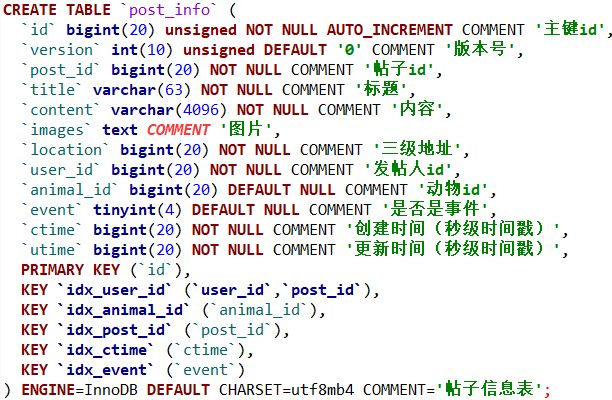 CREATE TABLE `post_info` (
  `id` bigint(20) unsigned NOT NULL AUTO_INCREMENT COMMENT '主键id',
  `version` int(10) unsigned DEFAULT '0' COMMENT '版本号',
  `post_id` bigint(20) NOT NULL COMMENT '帖子id',
  `title` varchar(63) NOT NULL COMMENT '标题',
  `content` varchar(4096) NOT NULL COMMENT '内容',
  `images` text COMMENT '图片',
  `location` bigint(20) NOT NULL COMMENT '三级地址',
  `user_id` bigint(20) NOT NULL COMMENT '发帖人id',
  `animal_id` bigint(20) DEFAULT NULL COMMENT '动物id',
  `event` tinyint(4) DEFAULT NULL COMMENT '是否是事件',
  `ctime` bigint(20) NOT NULL COMMENT '创建时间（秒级时间戳）',
  `utime` bigint(20) NOT NULL COMMENT '更新时间（秒级时间戳）',
  PRIMARY KEY (`id`),
  KEY `idx_user_id` (`user_id`,`post_id`),
  KEY `idx_animal_id` (`animal_id`),
  KEY `idx_post_id` (`post_id`),
  KEY `idx_ctime` (`ctime`),
  KEY `idx_event` (`event`)
) ENGINE=InnoDB DEFAULT CHARSET=utf8mb4 COMMENT='帖子信息表';